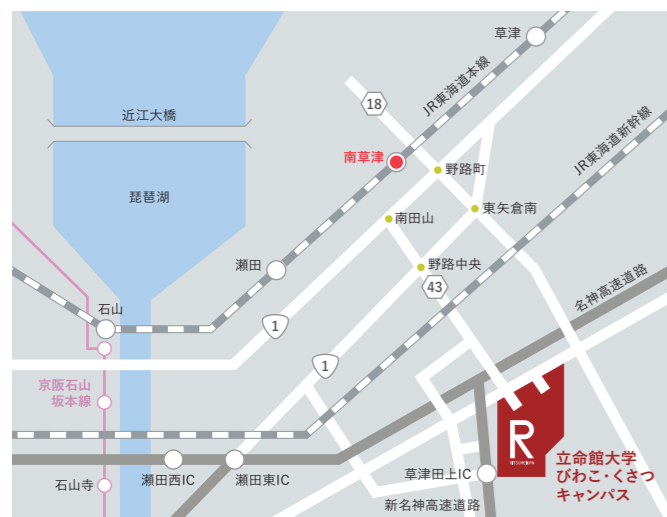 草津
JR東海道本線
18
近江大橋
JR東海道新幹線
南草津
野路町
琵琶湖
東矢倉南
南田山
瀬田
野路中央
43
名神高速道路
石山
1
1
京阪石山
坂本線
R
立命館大学
びわこ・くさつ
キャンパス
石山寺
瀬田西IC
瀬田東IC
草津田上IC
新名神高速道路